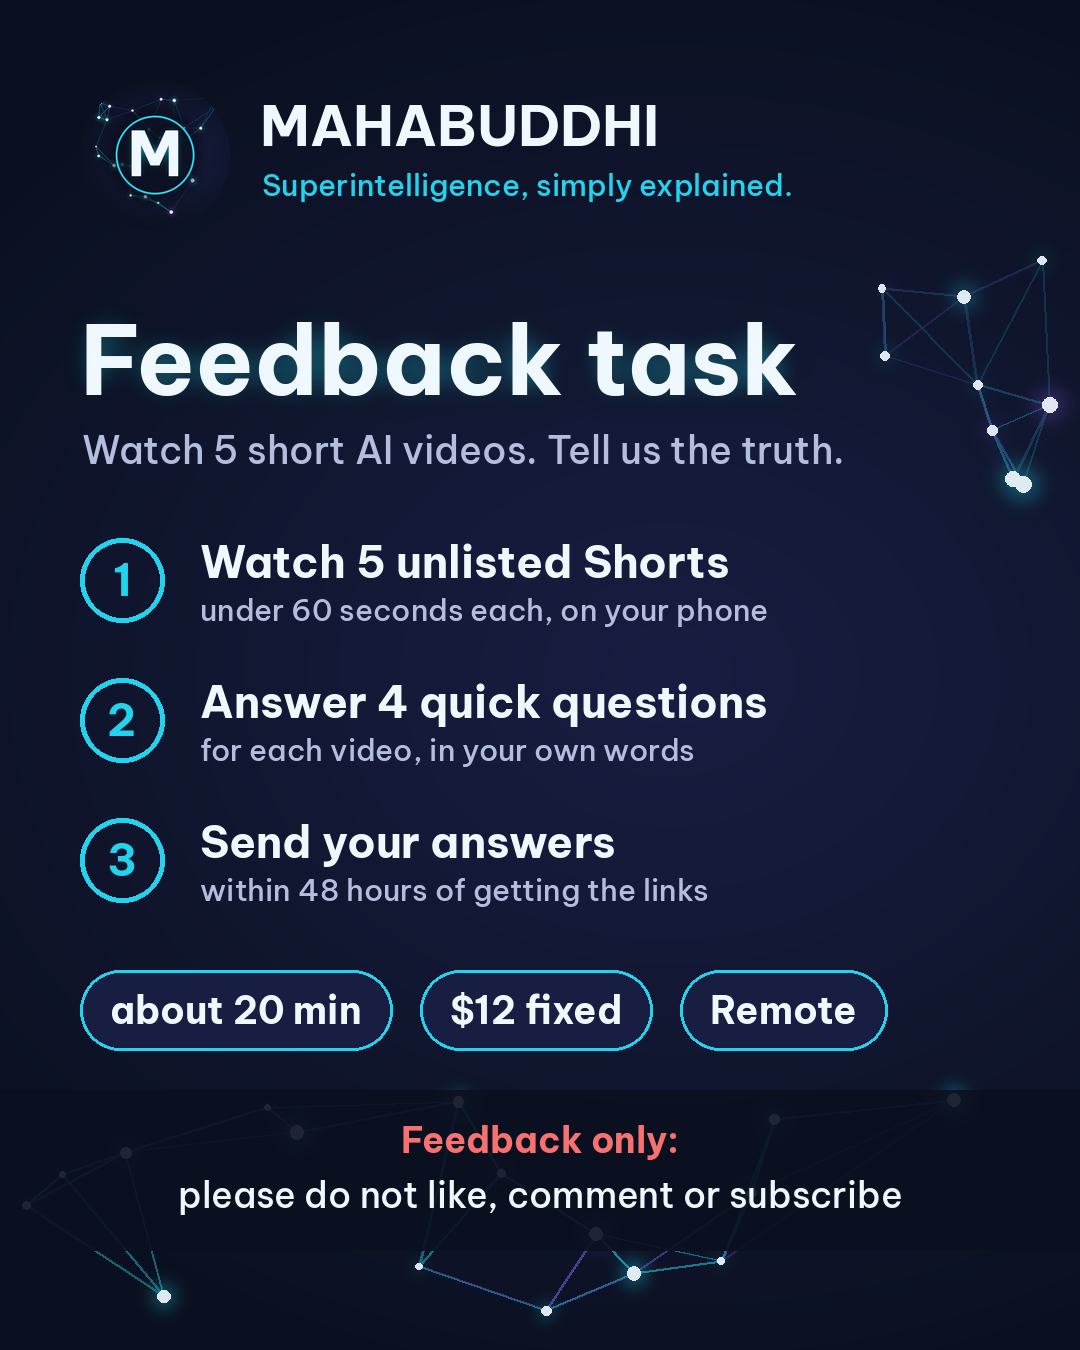 M
MAHABUDDHI
Superintelligence, simply explained.
Feedback task
Watch 5 short AI videos. Tell us the truth.
1
Watch 5 unlisted Shorts
under 60 seconds each, on your phone
2
Answer 4 quick questions
for each video, in your own words
3
Send your answers
within 48 hours of getting the links
about 20 min
$12 fixed
Remote
Feedback only:
please do not like, comment or subscribe